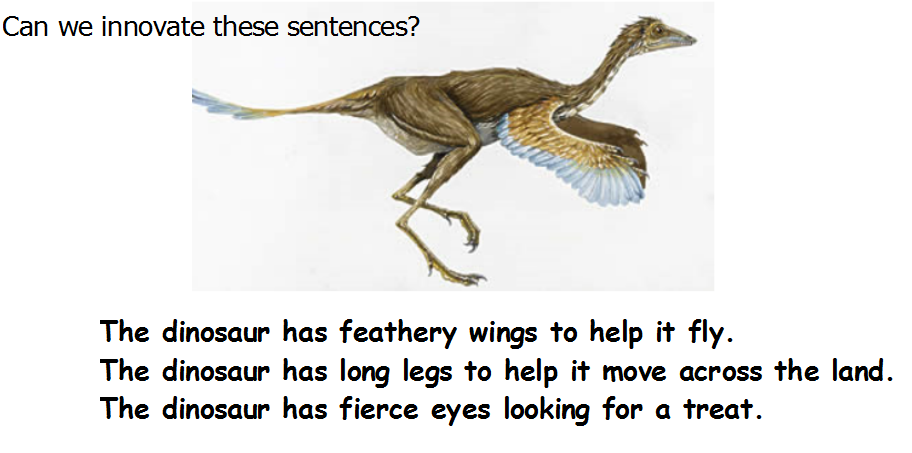 Can we innovate these sentences?
The dinosaur has feathery wings to help it fly.
The dinosaur has long legs to help it move across the land.
The dinosaur has fierce eyes looking for a treat.